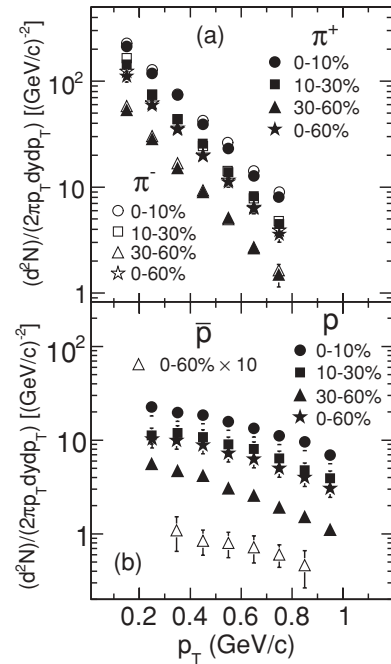 (a)
π⁺
● 0-10%
■ 10-30%
▲ 30-60%
★ 0-60%
π⁻
○ 0-10%
□ 10-30%
△ 30-60%
☆ 0-60%
10²
10
1
(d²N)/(2πp_T dydp_T) [(GeV/c)⁻²]
p̄
△ 0-60% × 10
p
● 0-10%
■ 10-30%
▲ 30-60%
★ 0-60%
(b)
10²
10
1
(d²N)/(2πp_T dydp_T) [(GeV/c)⁻²]
0.2 0.4 0.6 0.8 1
p_T (GeV/c)